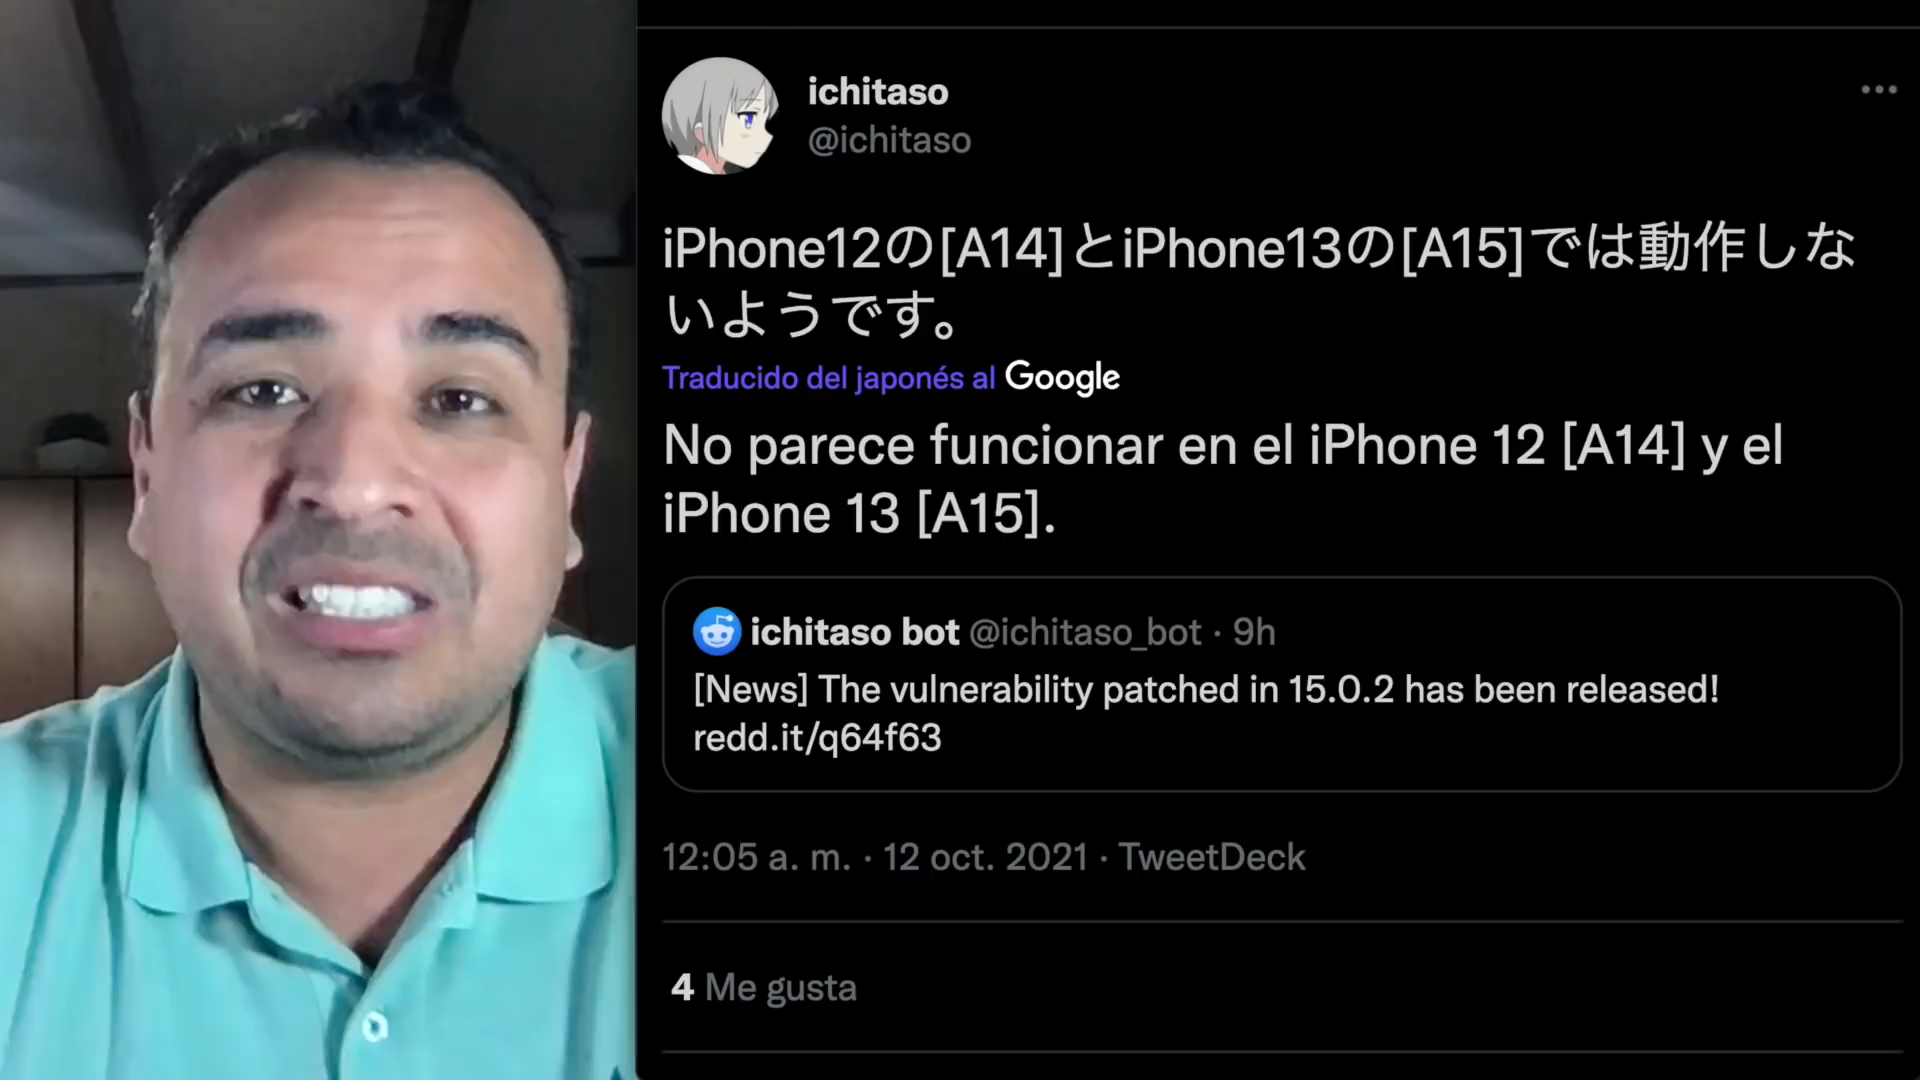 ichitaso
@ichitaso
iPhone12の[A14]とiPhone13の[A15]では動作しな
いようです。
Traducido del japonés al Google
No parece funcionar en el iPhone 12 [A14] y el
iPhone 13 [A15].
ichitaso bot @ichitaso_bot · 9h
[News] The vulnerability patched in 15.0.2 has been released!
redd.it/q64f63
12:05 a. m. · 12 oct. 2021 · TweetDeck
4 Me gusta